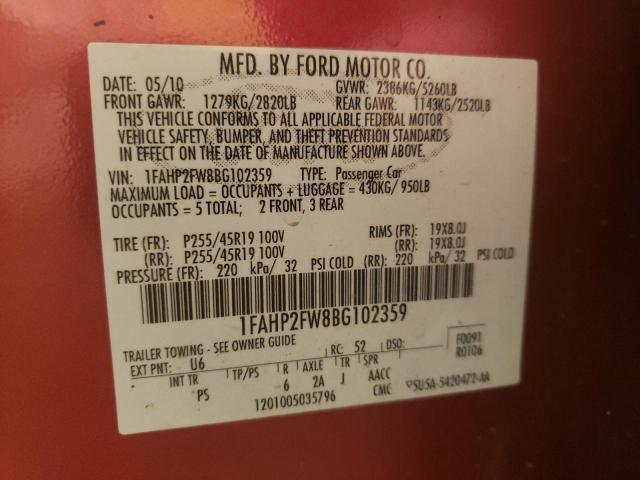 MFD. BY FORD MOTOR CO.
DATE: 05/10 GVWR: 2386KG/5260LB
FRONT GAWR: 1279KG/2820LB REAR GAWR: 1143KG/2520LB
THIS VEHICLE CONFORMS TO ALL APPLICABLE FEDERAL MOTOR
VEHICLE SAFETY, BUMPER, AND THEFT PREVENTION STANDARDS
IN EFFECT ON THE DATE OF MANUFACTURE SHOWN ABOVE.
VIN: 1FAHP2FW8BG102359 TYPE: Passenger Car
MAXIMUM LOAD = OCCUPANTS + LUGGAGE = 430KG/950LB
OCCUPANTS = 5 TOTAL; 2 FRONT, 3 REAR
TIRE (FR): P255/45R19 100V RIMS (FR): 19X8.0J
(RR): P255/45R19 100V (RR): 19X8.0J
PRESSURE (FR): 220 kPa/ 32 PSI COLD (RR): 220 kPa/ 32 PSI COLD
1FAHP2FW8BG102359
TRAILER TOWING - SEE OWNER GUIDE
F0091
R0106
EXT PNT: U6 RC: 52 DSO:
INT TR TP/PS R AXLE TR SPR
PS 6 2A J AACC
CMC
1201005035796
5U5A-5420472-AA